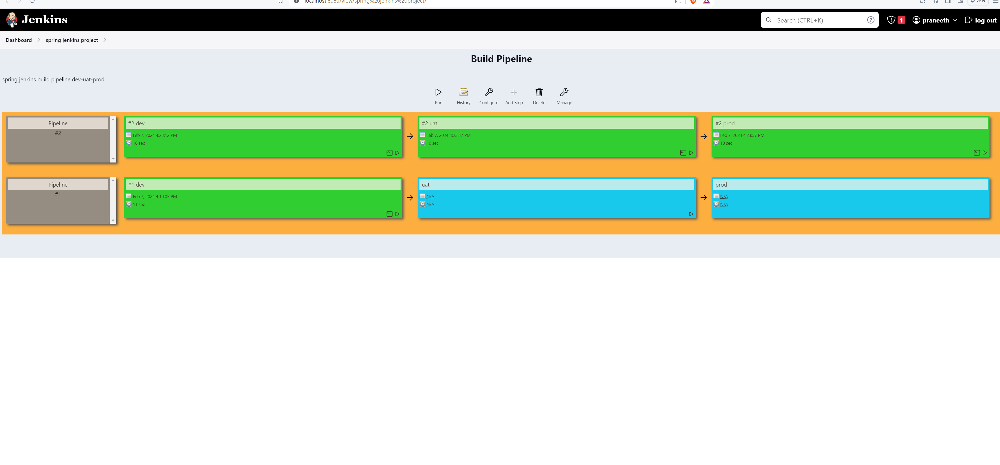 localhost:8080/view/spring%20jenkins%20project/
VPN
Jenkins
Search (CTRL+K)
1
praneeth
log out
Dashboard
spring jenkins project
Build Pipeline
spring jenkins build pipeline dev-uat-prod
Run
History
Configure
Add Step
Delete
Manage
Pipeline
#2
#2 dev
Feb 7, 2024 4:23:12 PM
18 sec
#2 uat
Feb 7, 2024 4:23:37 PM
10 sec
#2 prod
Feb 7, 2024 4:23:57 PM
10 sec
Pipeline
#1
#1 dev
Feb 7, 2024 4:10:05 PM
11 sec
uat
N/A
N/A
prod
N/A
N/A